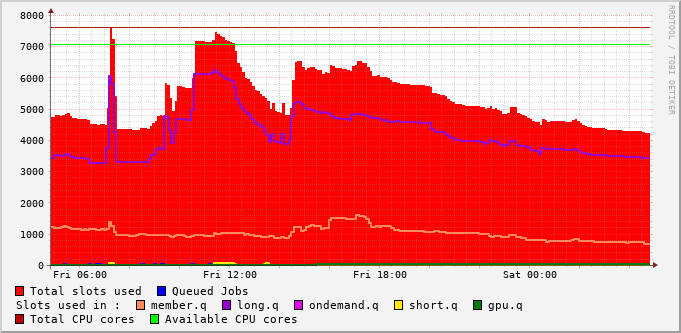 8000
7000
6000
5000
4000
3000
2000
1000
0
Fri 06:00 Fri 12:00 Fri 18:00 Sat 00:00
Total slots used Queued Jobs
Slots used in : member.q long.q ondemand.q short.q gpu.q
Total CPU cores Available CPU cores
RRDTOOL / TOBI OETIKER